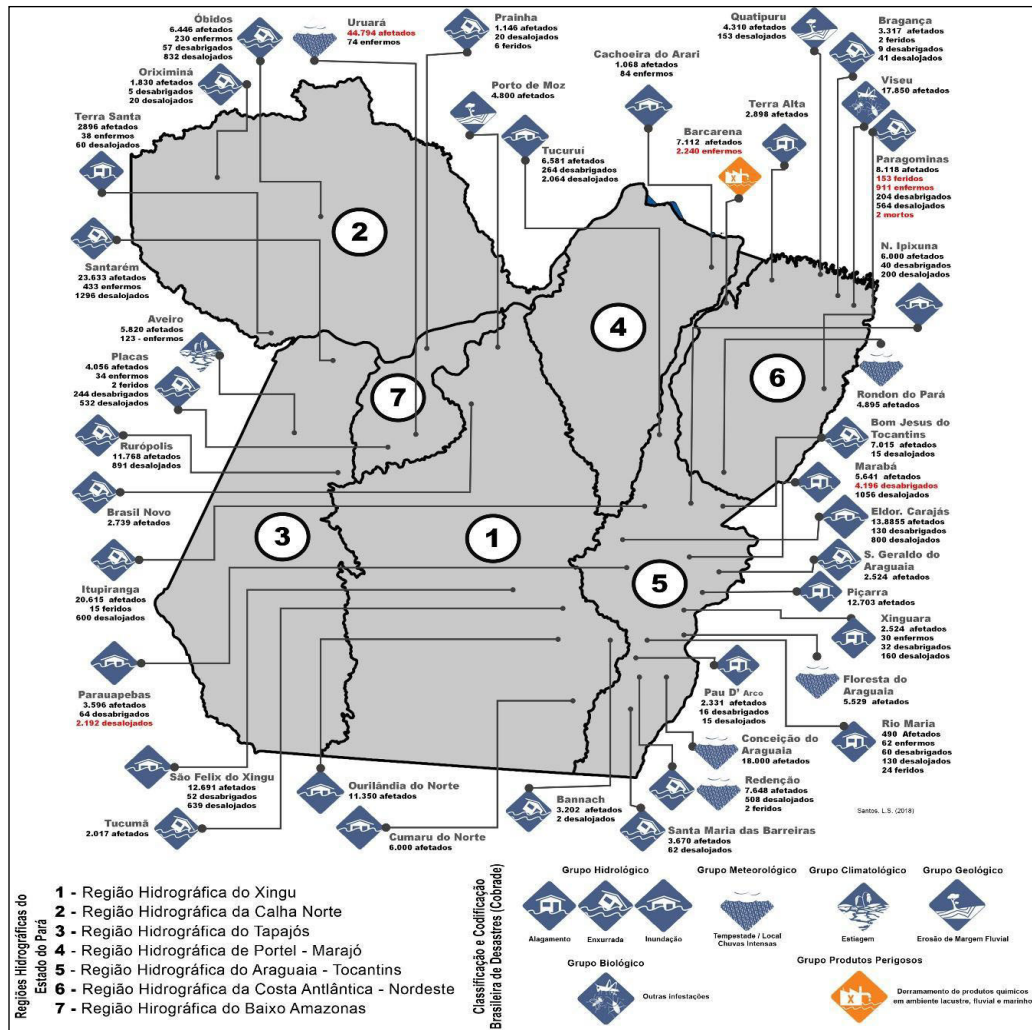 Óbidos
6.446 afetados
230 enfermos
57 desabrigados
832 desalojados
Uruará
44.794 afetados
74 enfermos
Prainha
1.146 afetados
20 desalojados
6 feridos
Quatipuru
4.310 afetados
153 desalojados
Bragança
3.317 afetados
2 feridos
9 desabrigados
41 desalojados
Oriximiná
1.830 afetados
5 desabrigados
20 desalojados
Cachoeira do Arari
1.068 afetados
84 enfermos
Porto de Moz
4.800 afetados
Viseu
17.850 afetados
Terra Santa
2896 afetados
38 enfermos
60 desalojados
Tucuruí
6.581 afetados
264 desabrigados
2.064 desalojados
Barcarena
7.112 afetados
2.240 enfermos
Terra Alta
2.898 afetados
Paragominas
8.118 afetados
153 feridos
911 enfermos
204 desabrigados
564 desalojados
2 mortos
Santarém
23.633 afetados
433 enfermos
1296 desalojados
N. Ipixuna
6.000 afetados
40 desabrigados
200 desalojados
Aveiro
5.820 afetados
123 - enfermos
Placas
4.056 afetados
34 enfermos
2 feridos
244 desabrigados
532 desalojados
Rondon do Pará
4.895 afetados
Rurópolis
11.768 afetados
891 desalojados
Bom Jesus do
Tocantins
7.015 afetados
15 desalojados
Marabá
5.641 afetados
4.196 desabrigados
1056 desalojados
Brasil Novo
2.739 afetados
Eldor. Carajás
13.8855 afetados
130 desabrigados
800 desalojados
Itupiranga
20.615 afetados
15 feridos
600 desalojados
S. Geraldo do
Araguaia
2.524 afetados
Piçarra
12.703 afetados
Xinguara
2.524 afetados
30 enfermos
32 desabrigados
160 desalojados
Parauapebas
3.596 afetados
64 desabrigados
2.192 desalojados
Floresta do
Araguaia
5.529 afetados
Pau D' Arco
2.331 afetados
16 desabrigados
15 desalojados
Rio Maria
490 Afetados
62 enfermos
60 desabrigados
130 desalojados
24 feridos
Conceição do
Araguaia
18.000 afetados
São Felix do Xingu
12.691 afetados
52 desabrigados
639 desalojados
Ourilândia do Norte
11.350 afetados
Redenção
7.648 afetados
508 desalojados
2 feridos
Bannach
3.202 afetados
2 desalojados
Tucumã
2.017 afetados
Cumaru do Norte
6.000 afetados
Santa Maria das Barreiras
3.670 afetados
62 desalojados
Santos. L.S. (2018)
2
4
7
6
3
1
5
Regiões Hidrográficas do
Estado do Pará
1 - Região Hidrográfica do Xingu
2 - Região Hidrográfica da Calha Norte
3 - Região Hidrográfica do Tapajós
4 - Região Hidrográfica de Portel - Marajó
5 - Região Hidrográfica do Araguaia - Tocantins
6 - Região Hidrográfica da Costa Antlântica - Nordeste
7 - Região Hirográfica do Baixo Amazonas
Classificação e Codificação
Brasileira de Desastres (Cobrade)
Grupo Hidrológico
Alagamento
Enxurrada
Inundação
Grupo Meteorológico
Tempestade / Local
Chuvas Intensas
Grupo Climatológico
Estiagem
Grupo Geológico
Erosão de Margem Fluvial
Grupo Biológico
Outras infestações
Grupo Produtos Perigosos
Derramamento de produtos químicos
em ambiente lacustre, fluvial e marinho